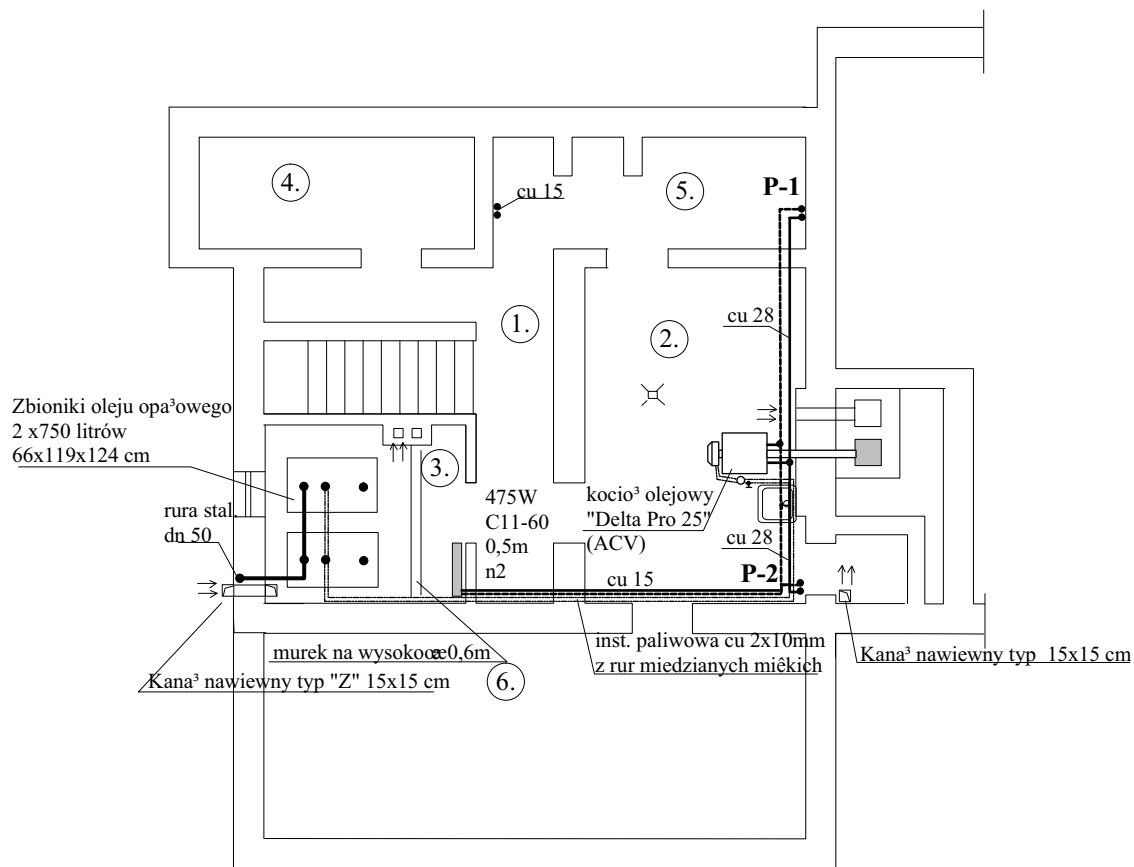 4.
cu 15
5.
P-1
1.
2.
cu 28
Zbioniki oleju opa³owego
2 x750 litrów
66x119x124 cm
3.
rura stal.
dn 50
475W
C11-60
0,5m
n2
kocio³ olejowy
"Delta Pro 25"
(ACV)
cu 28
cu 15
P-2
murek na wysokoœæ 0,6m
inst. paliwowa cu 2x10mm
z rur miedzianych miêkich
Kana³ nawiewny typ 15x15 cm
Kana³ nawiewny typ "Z" 15x15 cm
6.